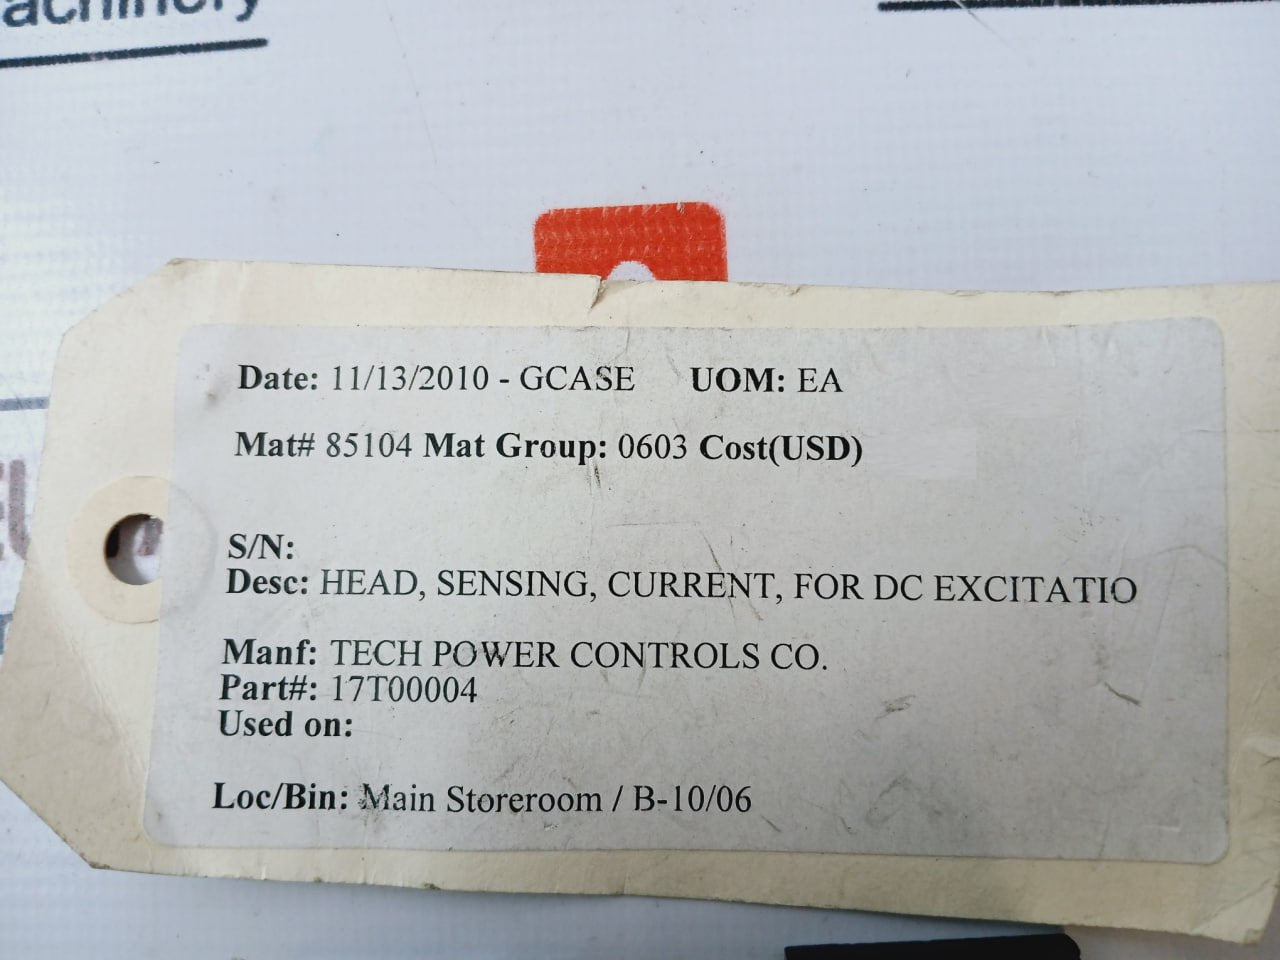 achinery
Date: 11/13/2010 - GCASE UOM: EA
Mat# 85104 Mat Group: 0603 Cost(USD)
S/N:
Desc: HEAD, SENSING, CURRENT, FOR DC EXCITATIO
Manf: TECH POWER CONTROLS CO.
Part#: 17T00004
Used on:
Loc/Bin: Main Storeroom / B-10/06